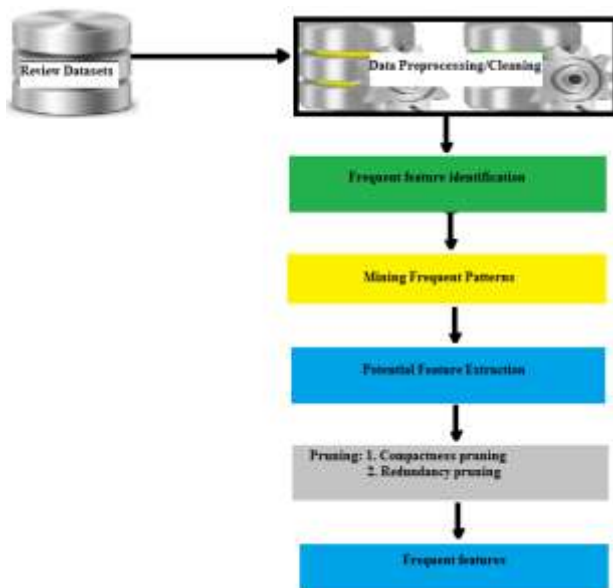 Review Datasets
Data Preprocessing/Cleaning
Frequent feature identification
Mining Frequent Patterns
Potential Feature Extraction
Pruning: 1. Compactness pruning
2. Redundancy pruning
Frequent features